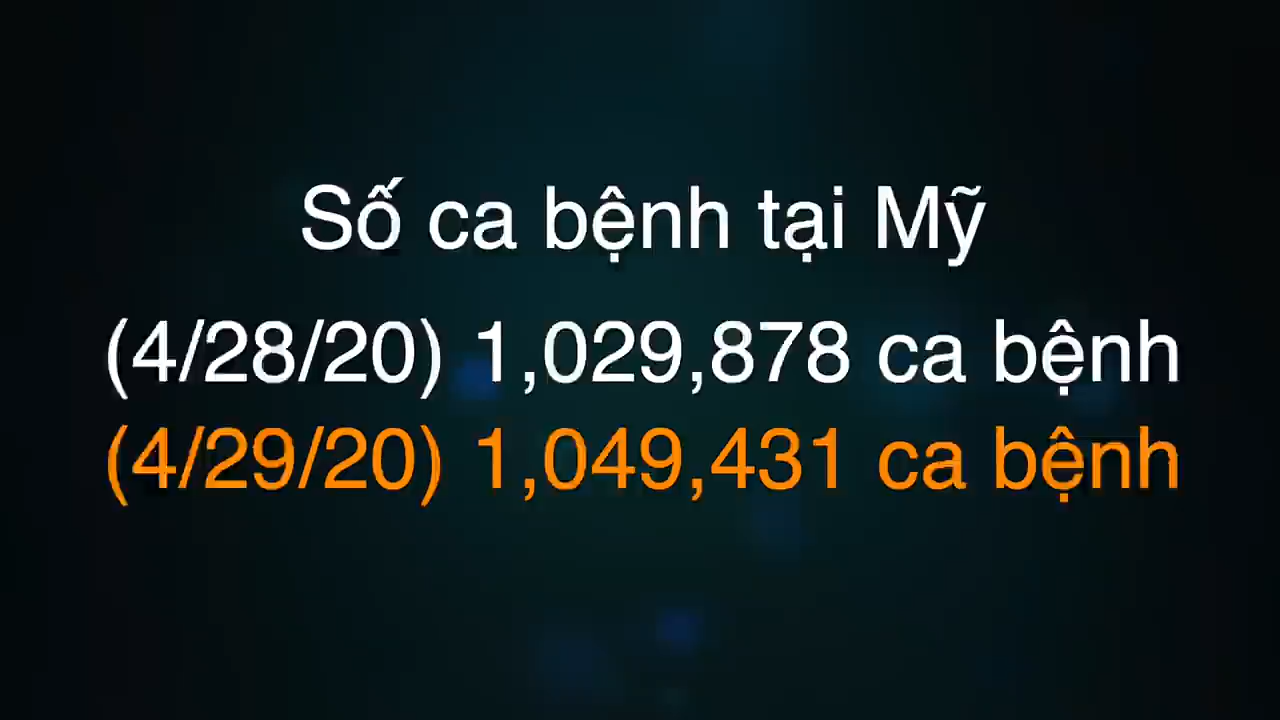 Số ca bệnh tại Mỹ
(4/28/20) 1,029,878 ca bệnh
(4/29/20) 1,049,431 ca bệnh